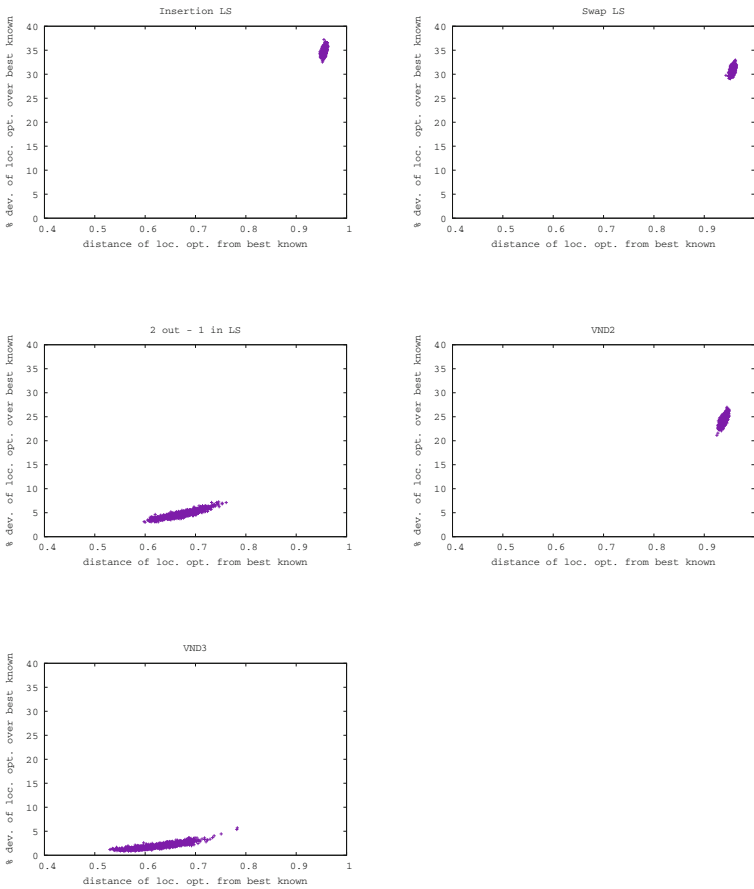 Insertion LS
% dev. of loc. opt. over best known
40
35
30
25
20
15
10
5
0
0.4 0.5 0.6 0.7 0.8 0.9 1
distance of loc. opt. from best known
Swap LS
% dev. of loc. opt. over best known
40
35
30
25
20
15
10
5
0
0.4 0.5 0.6 0.7 0.8 0.9
distance of loc. opt. from best known
2 out - 1 in LS
% dev. of loc. opt. over best known
40
35
30
25
20
15
10
5
0
0.4 0.5 0.6 0.7 0.8 0.9 1
distance of loc. opt. from best known
VND2
% dev. of loc. opt. over best known
40
35
30
25
20
15
10
5
0
0.4 0.5 0.6 0.7 0.8 0.9
distance of loc. opt. from best known
VND3
% dev. of loc. opt. over best known
40
35
30
25
20
15
10
5
0
0.4 0.5 0.6 0.7 0.8 0.9 1
distance of loc. opt. from best known